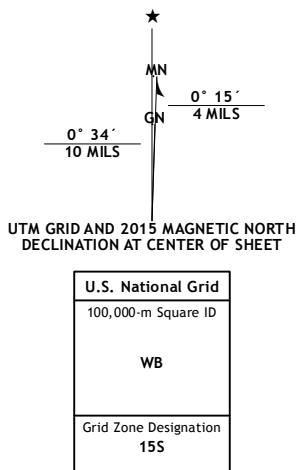 ★
MN
0° 15´
4 MILS
GN
0° 34´
10 MILS
UTM GRID AND 2015 MAGNETIC NORTH
DECLINATION AT CENTER OF SHEET
U.S. National Grid
100,000-m Square ID
WB
Grid Zone Designation
15S